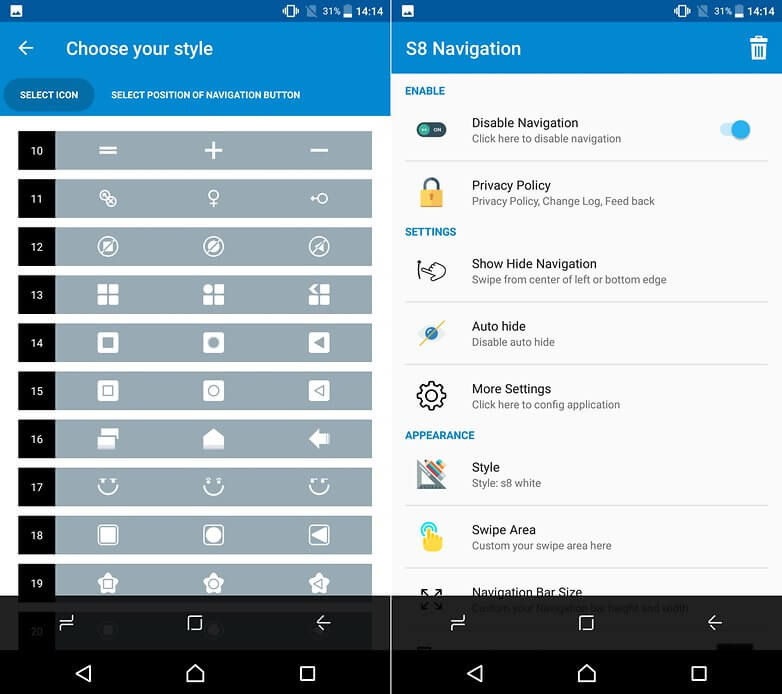 31% 14:14
Choose your style
SELECT ICON SELECT POSITION OF NAVIGATION BUTTON
10
11
12
13
14
15
16
17
18
19
20
31% 14:14
S8 Navigation
ENABLE
ON
Disable Navigation
Click here to disable navigation
Privacy Policy
Privacy Policy, Change Log, Feed back
SETTINGS
Show Hide Navigation
Swipe from center of left or bottom edge
Auto hide
Disable auto hide
More Settings
Click here to config application
APPEARANCE
Style
Style: s8 white
Swipe Area
Custom your swipe area here
Navigation Bar Size
Custom your Navigation bar height and width